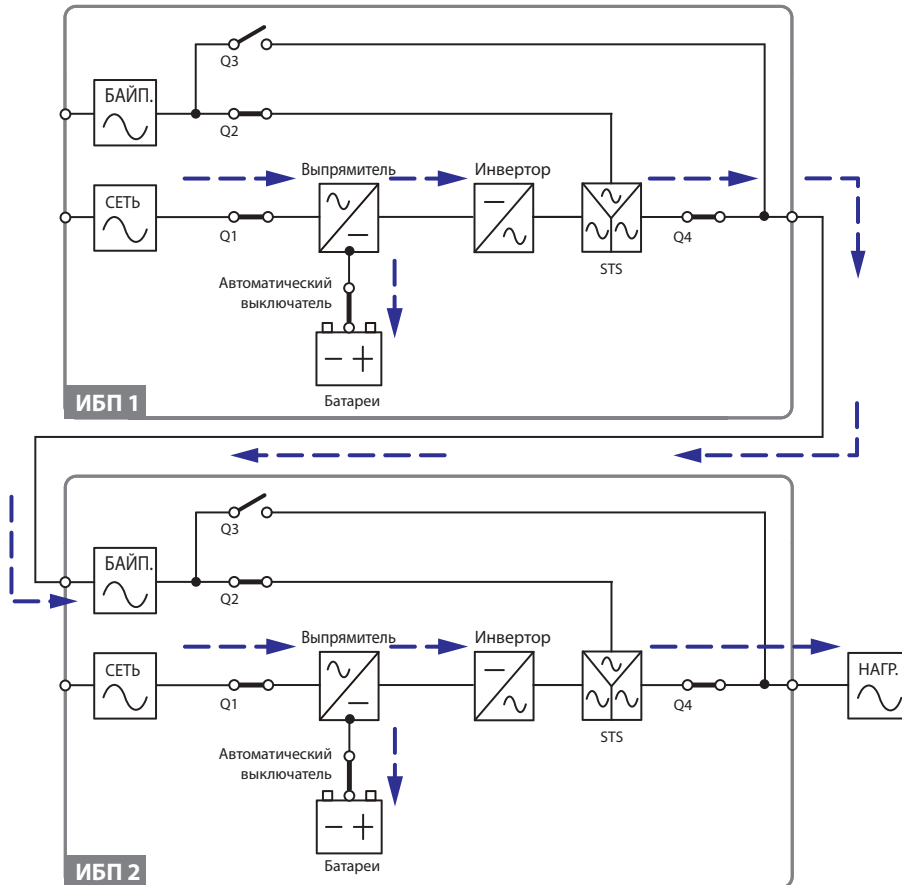 Q3
БАЙП.
Q2
Выпрямитель
Инвертор
СЕТЬ
Q1
Q4
STS
Автоматический
выключатель
Батареи
ИБП 1
Q3
БАЙП.
Q2
Выпрямитель
Инвертор
СЕТЬ
НАГР.
Q1
Q4
STS
Автоматический
выключатель
Батареи
ИБП 2